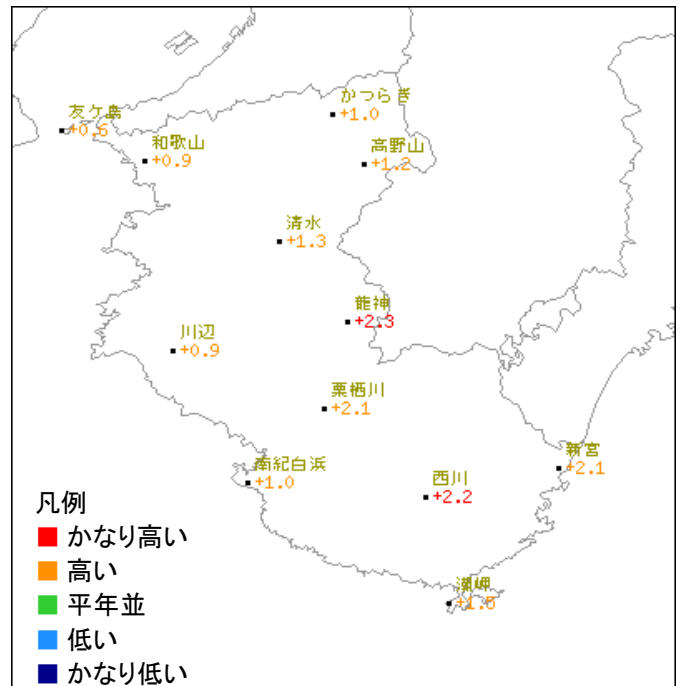 かつらぎ
+1.0
友ケ島
+0.6
和歌山
+0.9
高野山
+1.2
清水
+1.3
龍神
+2.3
川辺
+0.9
栗栖川
+2.1
新宮
+2.1
南紀白浜
+1.0
西川
+2.2
潮岬
凡例
かなり高い
高い
平年並
低い
かなり低い